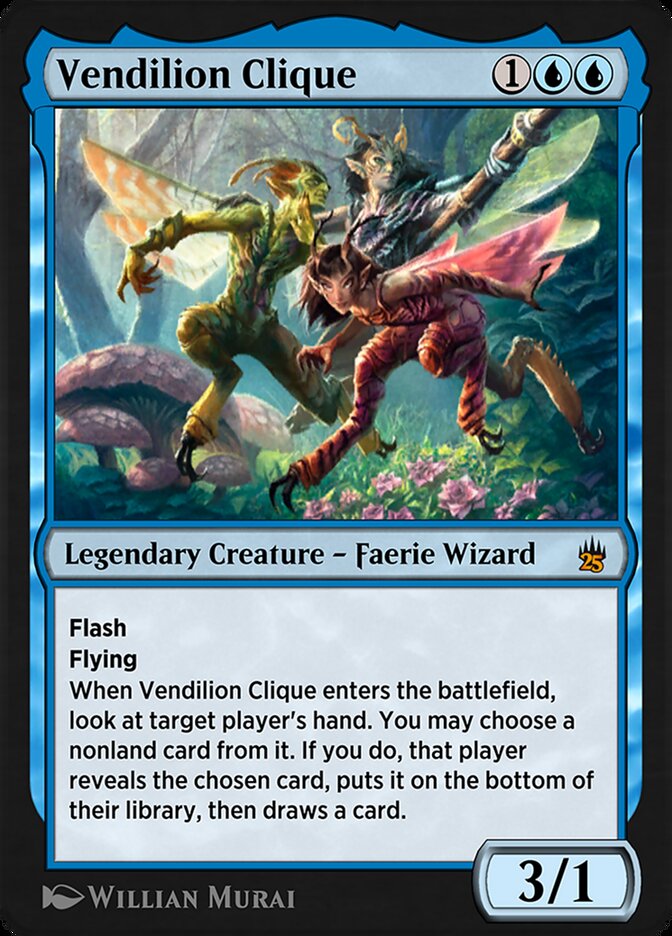 Vendilion Clique 1
Legendary Creature – Faerie Wizard 25
Flash
Flying
When Vendilion Clique enters the battlefield,
look at target player's hand. You may choose a
nonland card from it. If you do, that player
reveals the chosen card, puts it on the bottom of
their library, then draws a card.
3/1
Willian Murai